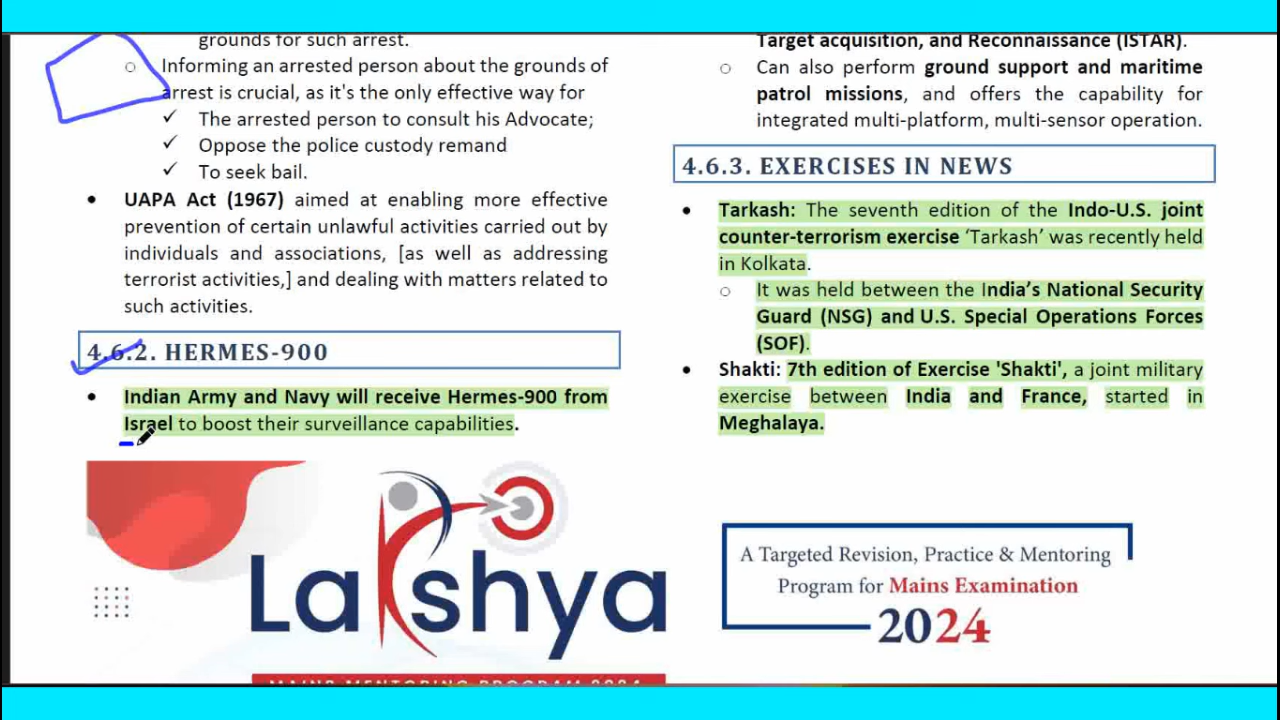 grounds for such arrest.
○ Informing an arrested person about the grounds of
arrest is crucial, as it's the only effective way for
✓ The arrested person to consult his Advocate;
✓ Oppose the police custody remand
✓ To seek bail.
• UAPA Act (1967) aimed at enabling more effective
prevention of certain unlawful activities carried out by
individuals and associations, [as well as addressing
terrorist activities,] and dealing with matters related to
such activities.
4.6.2. HERMES-900
• Indian Army and Navy will receive Hermes-900 from
Israel to boost their surveillance capabilities.
Target acquisition, and Reconnaissance (ISTAR).
○ Can also perform ground support and maritime
patrol missions, and offers the capability for
integrated multi-platform, multi-sensor operation.
4.6.3. EXERCISES IN NEWS
• Tarkash: The seventh edition of the Indo-U.S. joint
counter-terrorism exercise ‘Tarkash’ was recently held
in Kolkata.
○ It was held between the India’s National Security
Guard (NSG) and U.S. Special Operations Forces
(SOF).
• Shakti: 7th edition of Exercise 'Shakti', a joint military
exercise between India and France, started in
Meghalaya.
Lakshya
MAINS MENTORING PROGRAM 2024
A Targeted Revision, Practice & Mentoring
Program for Mains Examination
2024